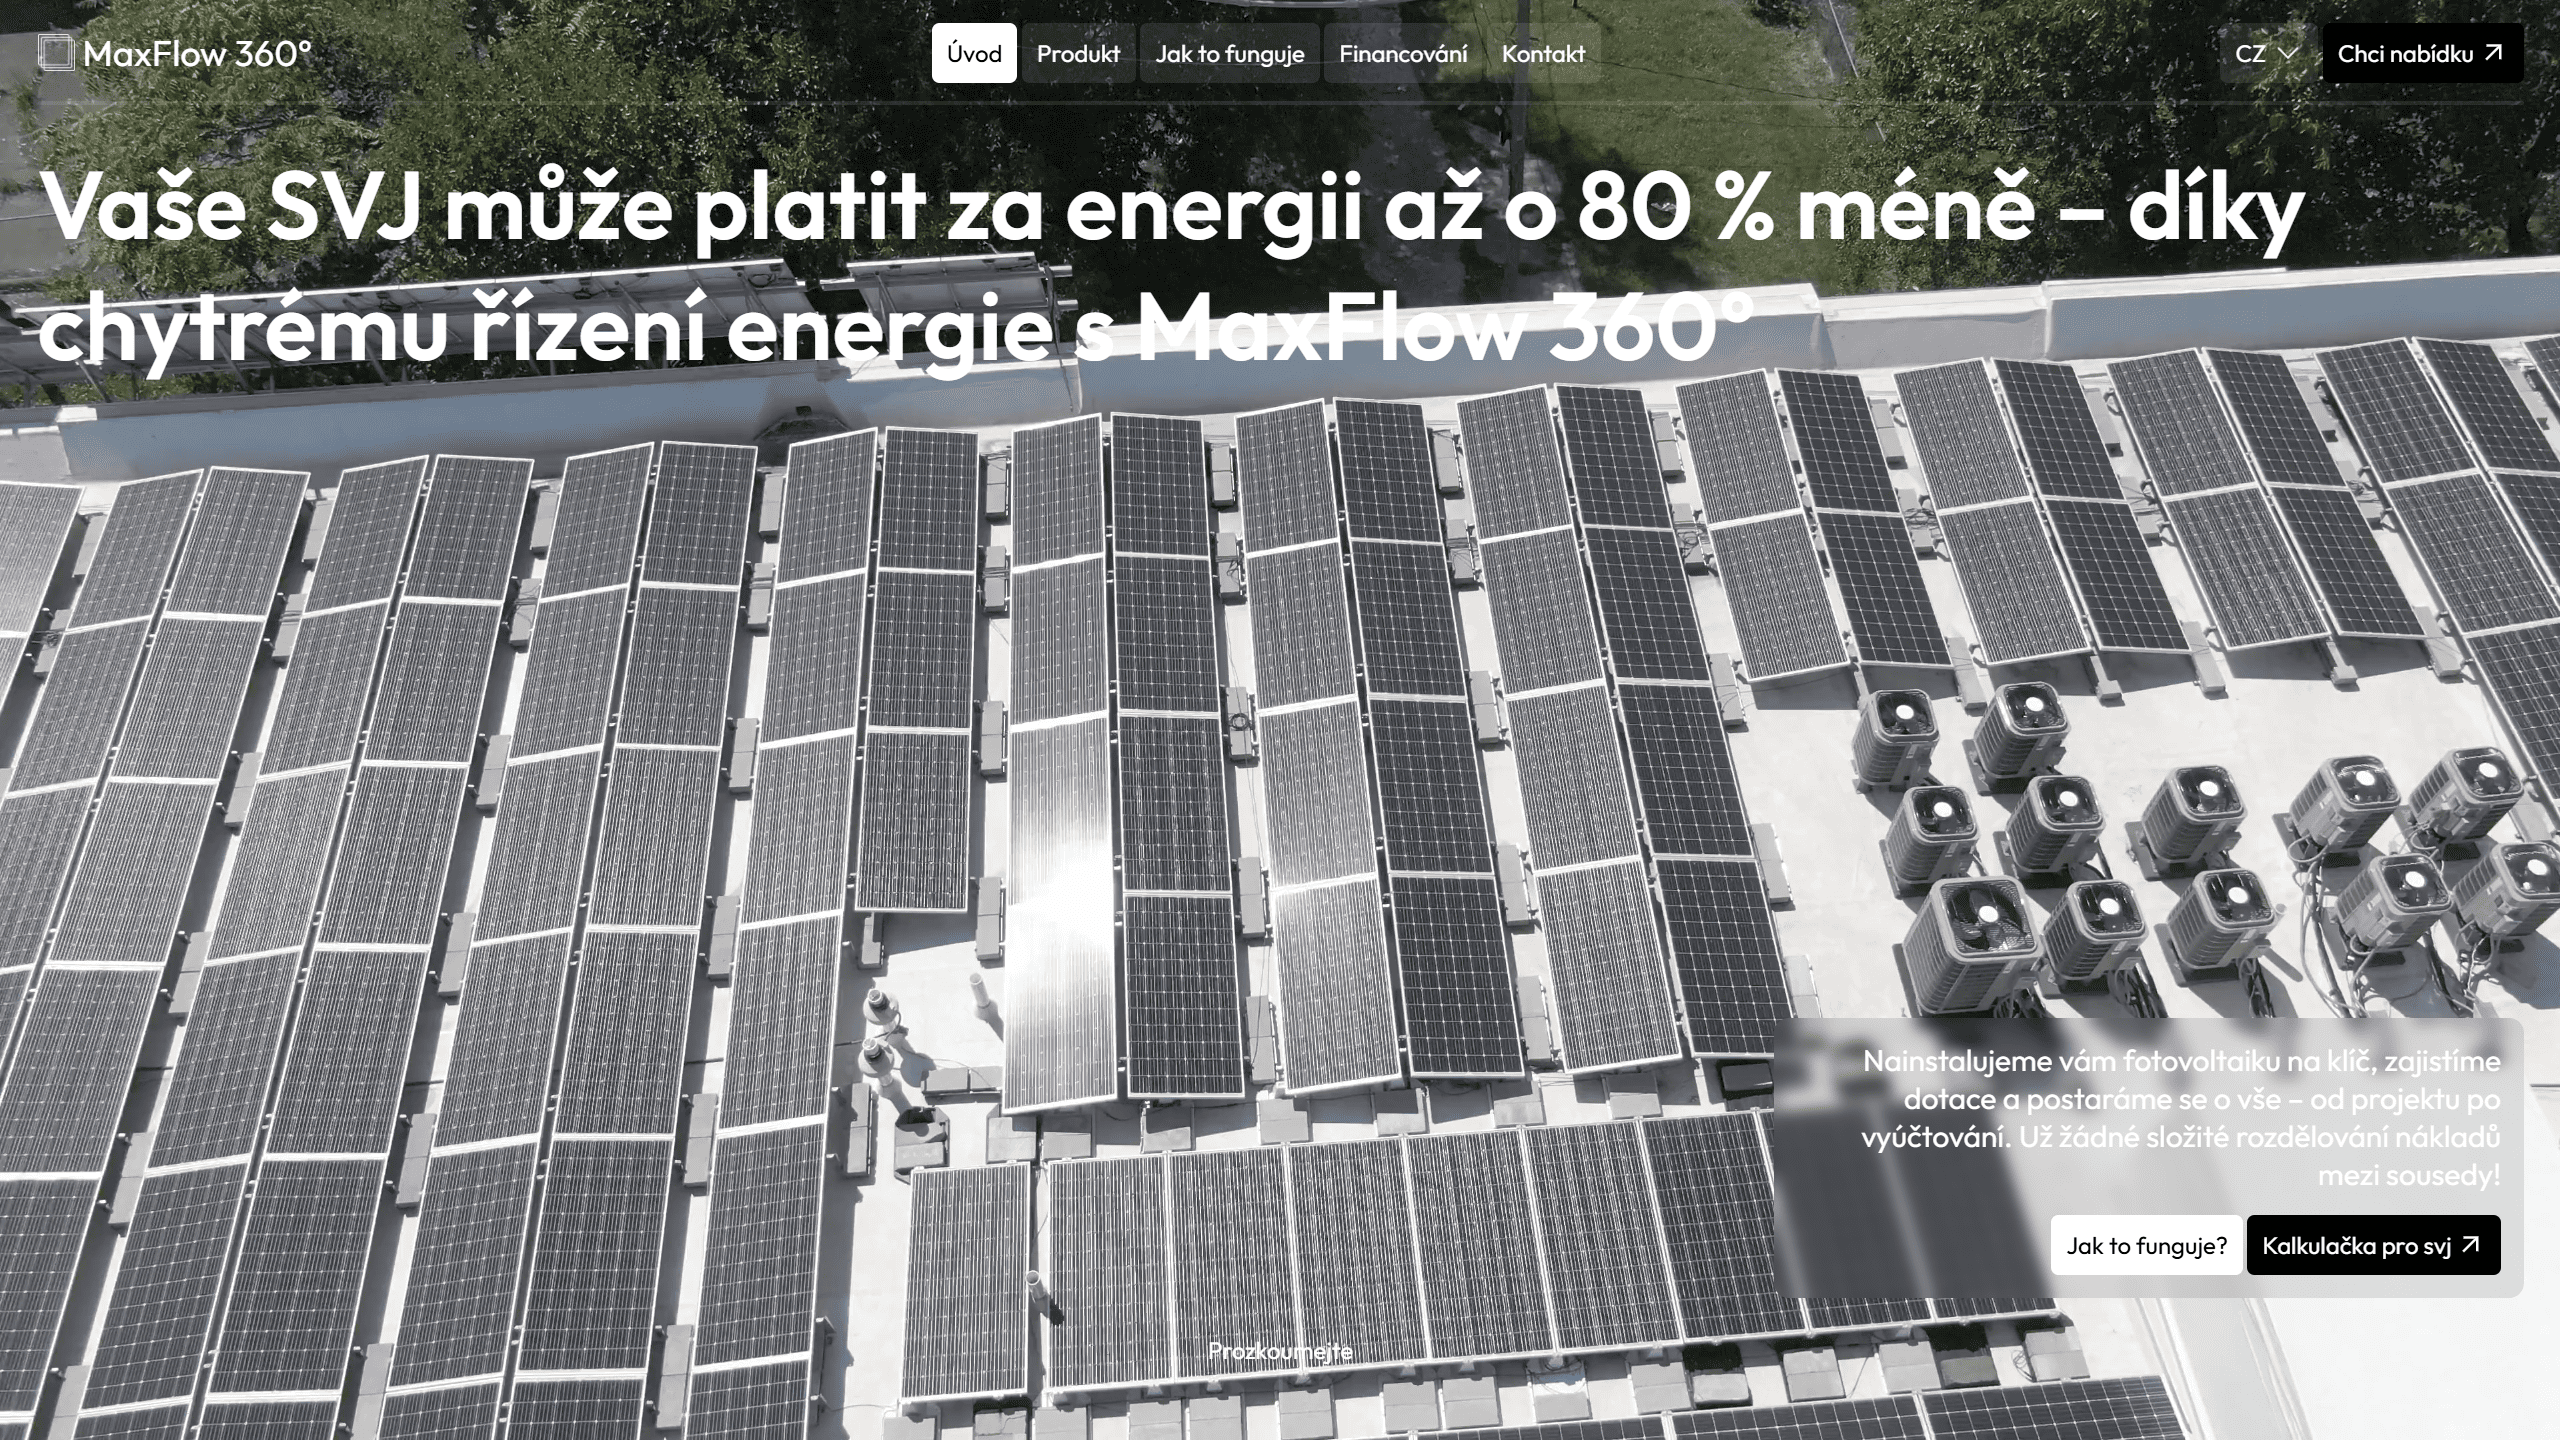 MaxFlow 360°
Úvod
Produkt
Jak to funguje
Financování
Kontakt
CZ
Chci nabídku
Vaše SVJ může platit za energii až o 80 % méně – díky
chytrému řízení energie s MaxFlow 360°
Nainstalujeme vám fotovoltaiku na klíč, zajistíme
dotace a postaráme se o vše – od projektu po
vyúčtování. Už žádné složité rozdělování nákladů
mezi sousedy!
Jak to funguje?
Kalkulačka pro svj
Prozkoumejte